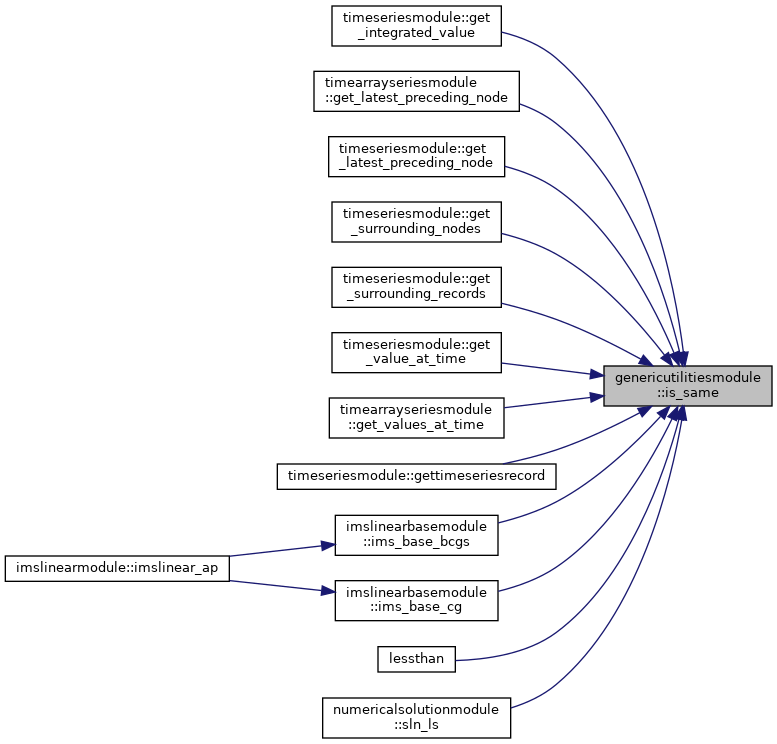 timeseriesmodule::get
_integrated_value
timearrayseriesmodule
::get_latest_preceding_node
timeseriesmodule::get
_latest_preceding_node
timeseriesmodule::get
_surrounding_nodes
timeseriesmodule::get
_surrounding_records
timeseriesmodule::get
_value_at_time
genericutilitiesmodule
::is_same
timearrayseriesmodule
::get_values_at_time
timeseriesmodule::gettimeseriesrecord
imslinearbasemodule
::ims_base_bcgs
imslinearmodule::imslinear_ap
imslinearbasemodule
::ims_base_cg
lessthan
numericalsolutionmodule
::sln_ls